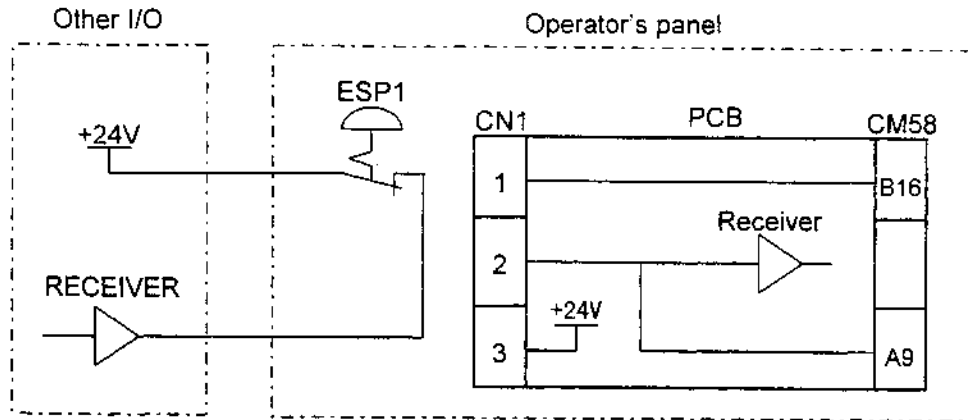 Other I/O
Operator's panel
ESP1
+24V
CN1
PCB
CM58
1
B16
2
Receiver
RECEIVER
+24V
3
A9